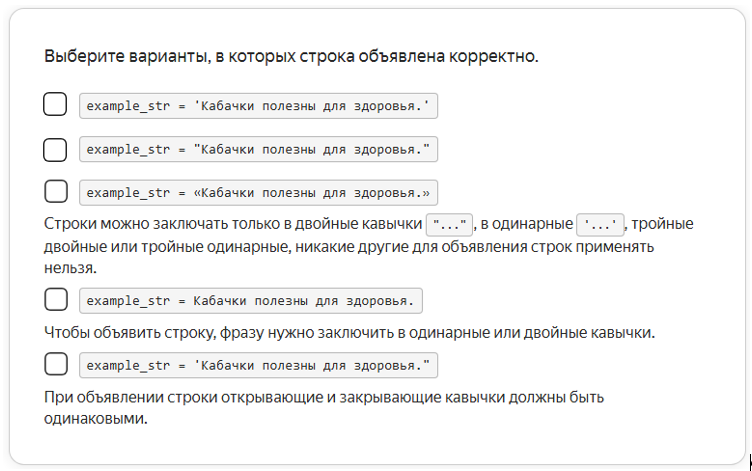 Выберите варианты, в которых строка объявлена корректно.
example_str = 'Кабачки полезны для здоровья.'
example_str = "Кабачки полезны для здоровья."
example_str = «Кабачки полезны для здоровья.»
Строки можно заключать только в двойные кавычки "...", в одинарные '...', тройные
двойные или тройные одинарные, никакие другие для объявления строк применять
нельзя.
example_str = Кабачки полезны для здоровья.
Чтобы объявить строку, фразу нужно заключить в одинарные или двойные кавычки.
example_str = 'Кабачки полезны для здоровья."
При объявлении строки открывающие и закрывающие кавычки должны быть
одинаковыми.